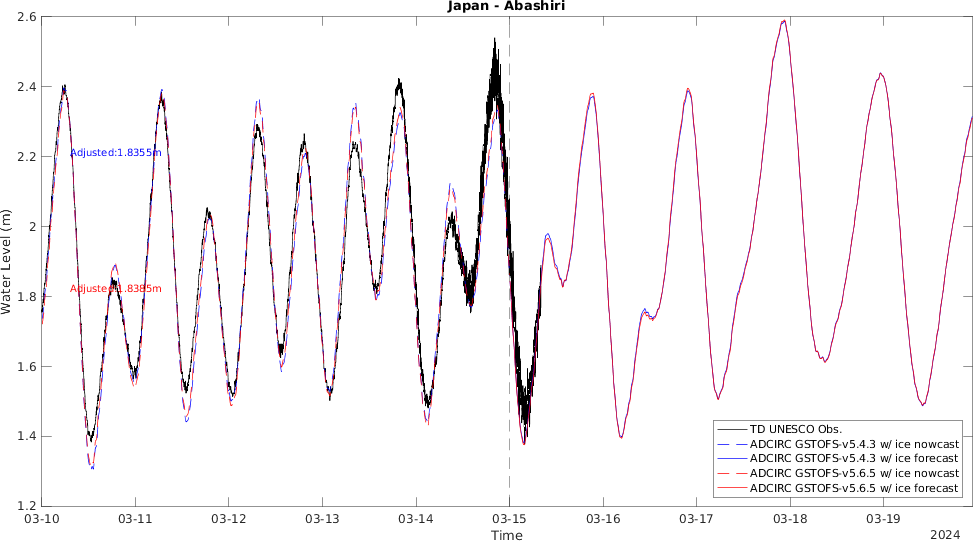 Japan - Abashiri
2.6
2.4
2.2
2
1.8
1.6
1.4
1.2
Water Level (m)
Adjusted:1.8355m
Adjusted:1.8385m
TD UNESCO Obs.
ADCIRC GSTOFS-v5.4.3 w/ ice nowcast
ADCIRC GSTOFS-v5.4.3 w/ ice forecast
ADCIRC GSTOFS-v5.6.5 w/ ice nowcast
ADCIRC GSTOFS-v5.6.5 w/ ice forecast
03-10 03-11 03-12 03-13 03-14 03-15 03-16 03-17 03-18 03-19
Time
2024